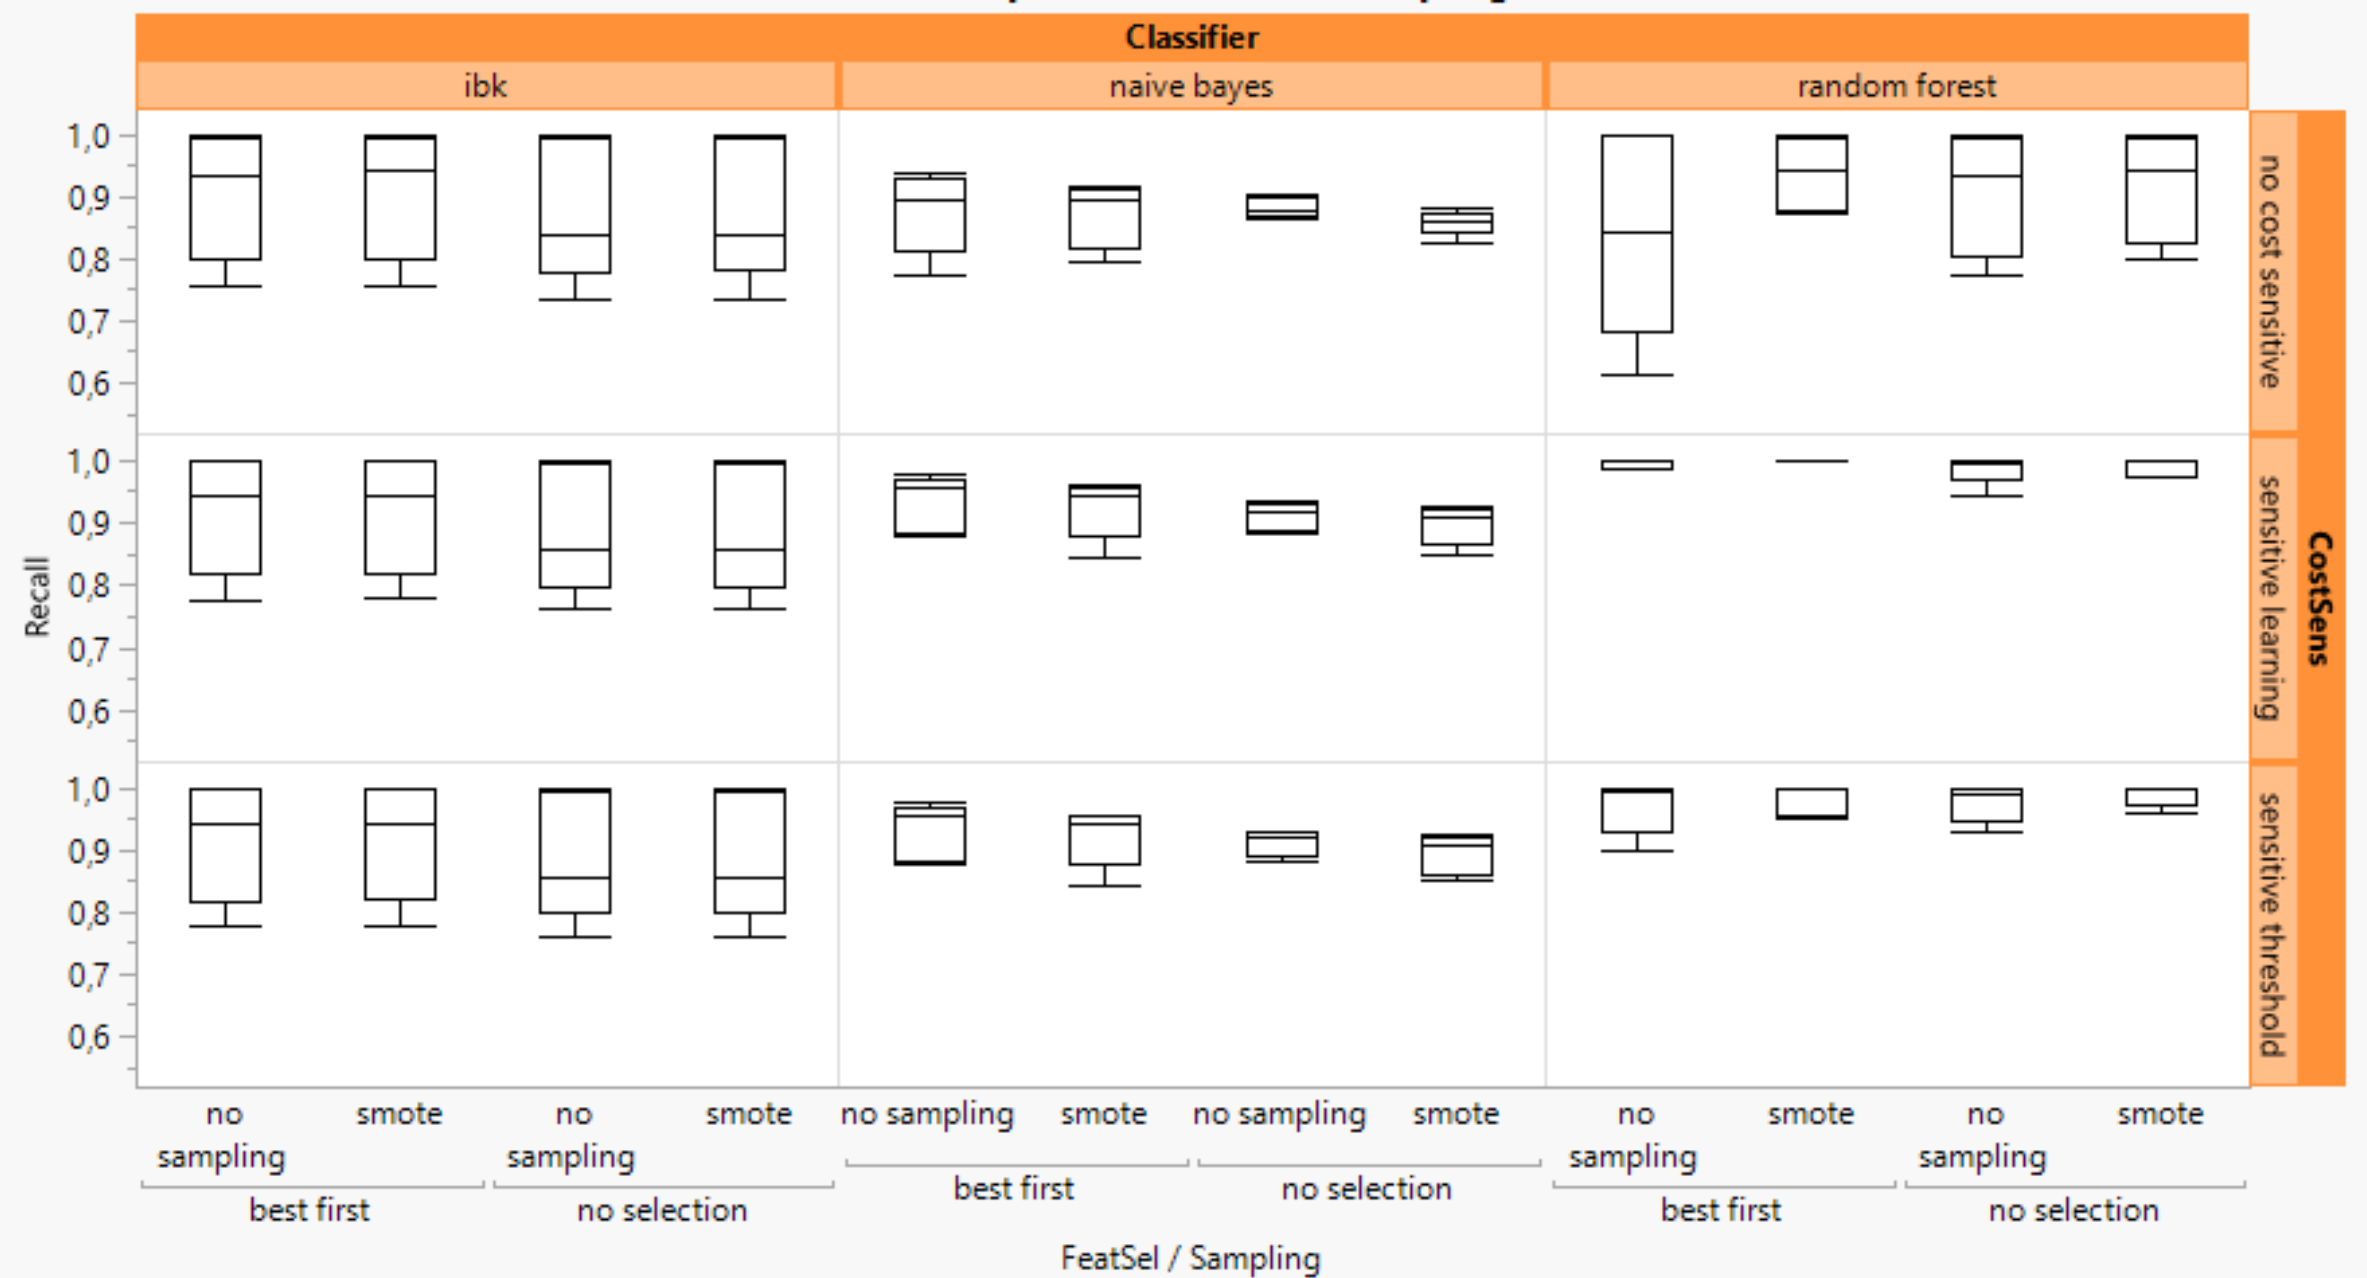 Classifier
ibk naive bayes random forest
1,0
0,9
0,8
0,7
0,6
no cost sensitive
1,0
0,9
0,8
0,7
0,6
sensitive learning
1,0
0,9
0,8
0,7
0,6
sensitive threshold
Recall
CostSens
no sampling smote no sampling smote no sampling smote no sampling smote no sampling smote no sampling smote
best first no selection best first no selection best first no selection
FeatSel / Sampling